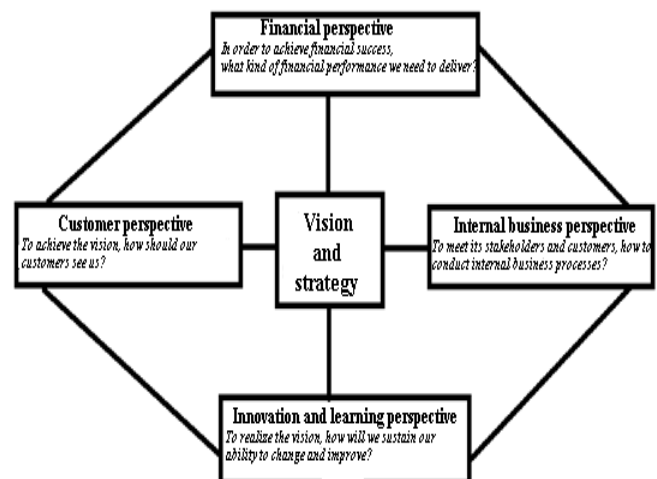 Financial perspective
In order to achieve financial success,
what kind of financial performance we need to deliver?
Customer perspective
To achieve the vision, how should our
customers see us?
Vision
and
strategy
Internal business perspective
To meet its stakeholders and customers, how to
conduct internal business processes?
Innovation and learning perspective
To realize the vision, how will we sustain our
ability to change and improve?